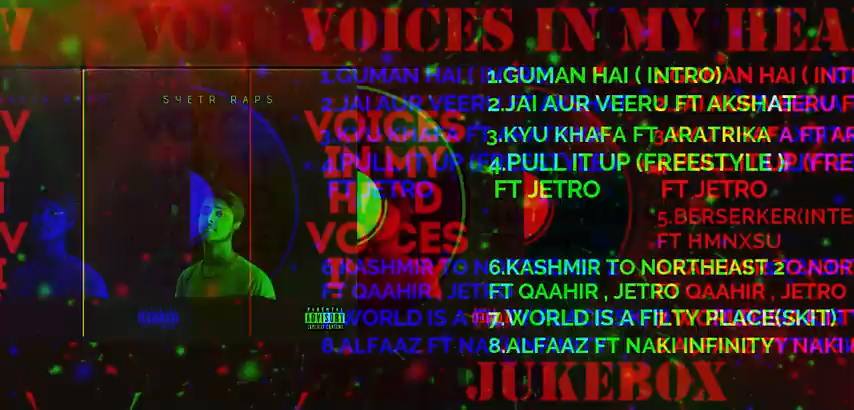 VOICES IN MY HEA
S4ETR RAPS
VOICES
IN MY
HEAD
VOICES
IN MY
PARENTAL
ADVISORY
EXPLICIT CONTENT
1.GUMAN HAI ( INTRO)
2.JAI AUR VEERU FT AKSHAT
3.KYU KHAFA FT ARATRIKA
4.PULL IT UP (FREESTYLE )
FT JETRO
5.BERSERKER(INTE
FT HMNXSU
6.KASHMIR TO NORTHEAST 2
FT QAAHIR , JETRO
7.WORLD IS A FILTY PLACE(SKIT)
8.ALFAAZ FT NAKI INFINITY
JUKEBOX